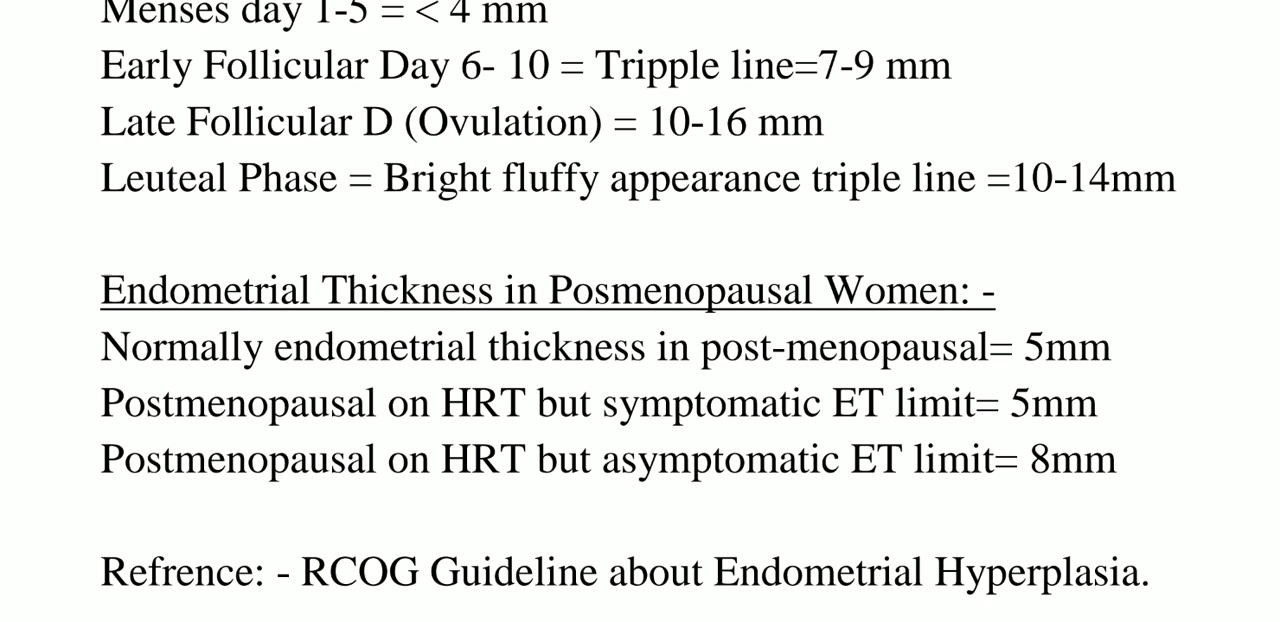 Menses day 1-5 = < 4 mm
Early Follicular Day 6- 10 = Tripple line=7-9 mm
Late Follicular D (Ovulation) = 10-16 mm
Leuteal Phase = Bright fluffy appearance triple line =10-14mm
Endometrial Thickness in Posmenopausal Women: -
Normally endometrial thickness in post-menopausal= 5mm
Postmenopausal on HRT but symptomatic ET limit= 5mm
Postmenopausal on HRT but asymptomatic ET limit= 8mm
Refrence: - RCOG Guideline about Endometrial Hyperplasia.